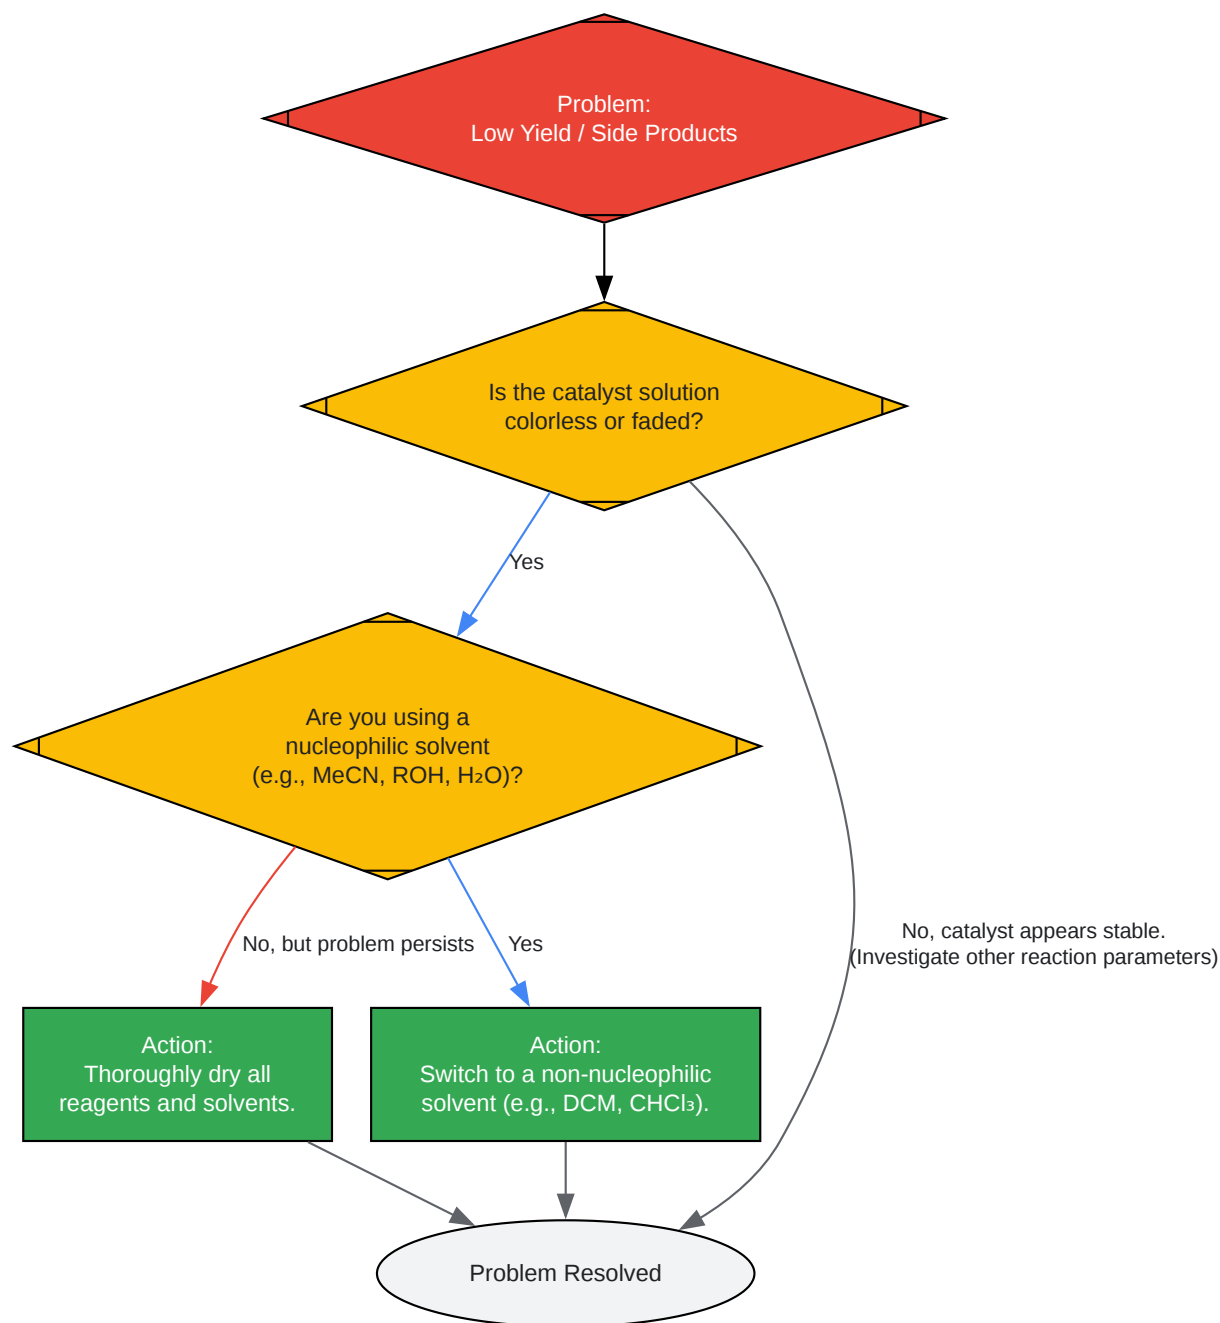 Problem:
Low Yield / Side Products
Is the catalyst solution
colorless or faded?
Yes
Are you using a
nucleophilic solvent
(e.g., MeCN, ROH, H₂O)?
No, but problem persists
Yes
No, catalyst appears stable.
(Investigate other reaction parameters)
Action:
Thoroughly dry all
reagents and solvents.
Action:
Switch to a non-nucleophilic
solvent (e.g., DCM, CHCl₃).
Problem Resolved